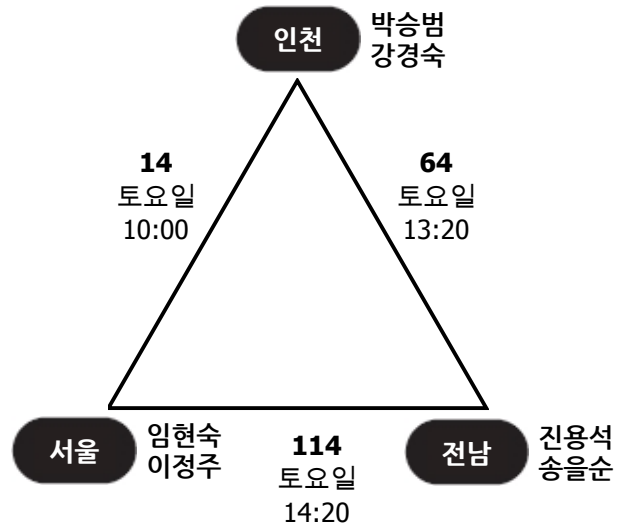 인천
박승범
강경숙
14
토요일
10:00
64
토요일
13:20
서울
임현숙
이정주
114
토요일
14:20
전남
진용석
송을순